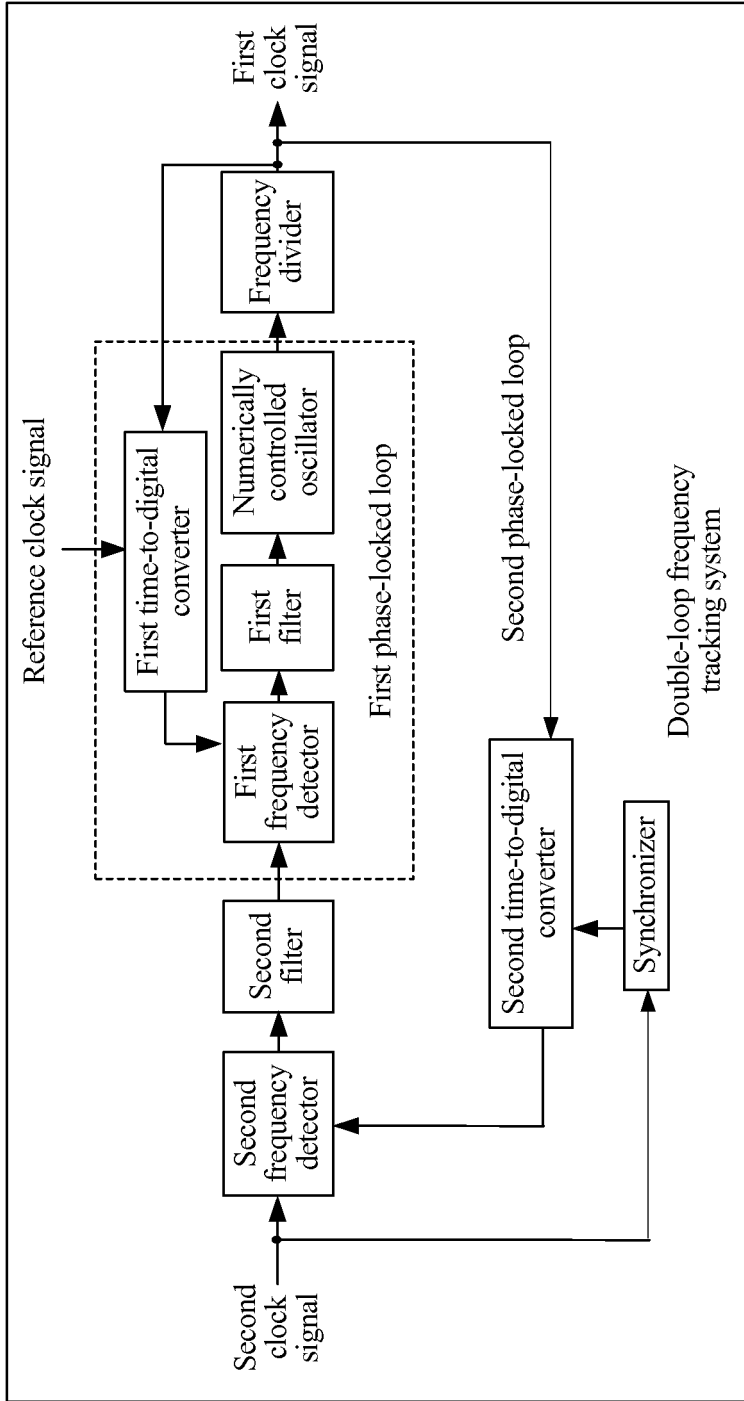 Reference clock signal
First time-to-digital
converter
First
clock
signal
Second
clock
signal
Second
frequency
detector
Second
filter
First
frequency
detector
First
filter
Numerically
controlled
oscillator
Frequency
divider
First phase-locked loop
Second phase-locked loop
Second time-to-digital
converter
Synchronizer
Double-loop frequency
tracking system